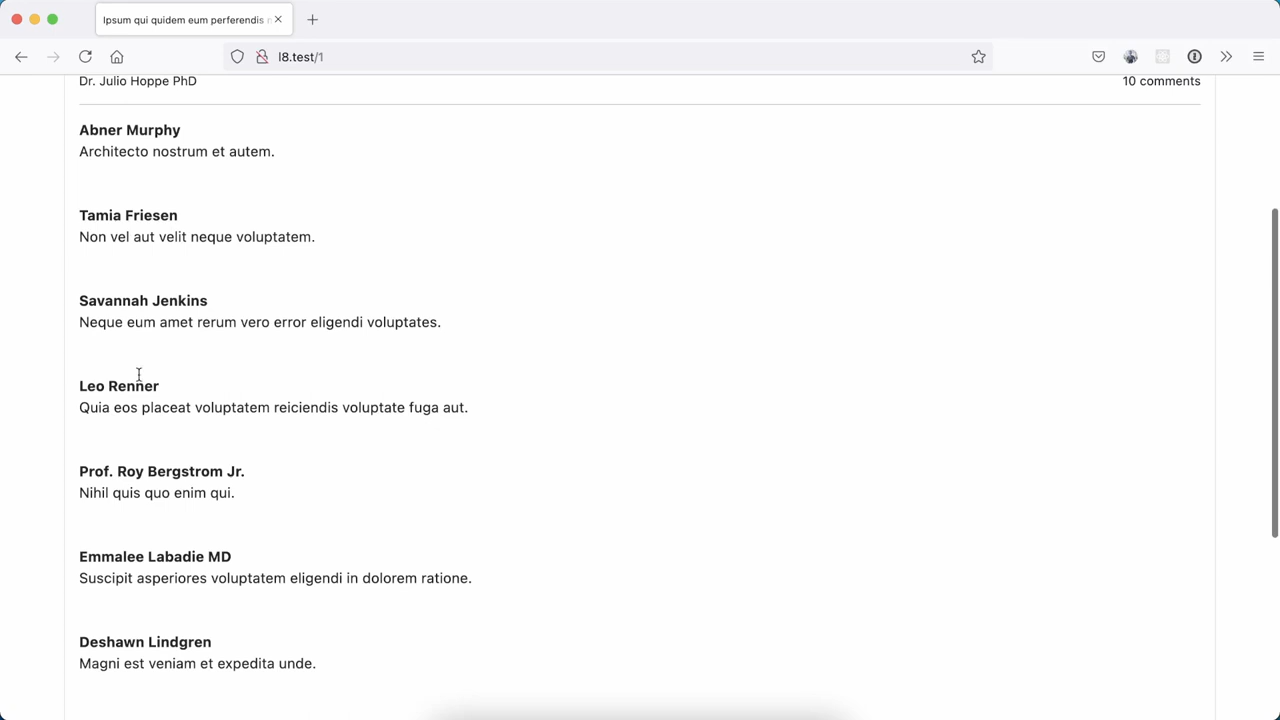 Ipsum qui quidem eum perferendis
l8.test/1
Dr. Julio Hoppe PhD
10 comments
Abner Murphy
Architecto nostrum et autem.
Tamia Friesen
Non vel aut velit neque voluptatem.
Savannah Jenkins
Neque eum amet rerum vero error eligendi voluptates.
Leo Renner
Quia eos placeat voluptatem reiciendis voluptate fuga aut.
Prof. Roy Bergstrom Jr.
Nihil quis quo enim qui.
Emmalee Labadie MD
Suscipit asperiores voluptatem eligendi in dolorem ratione.
Deshawn Lindgren
Magni est veniam et expedita unde.